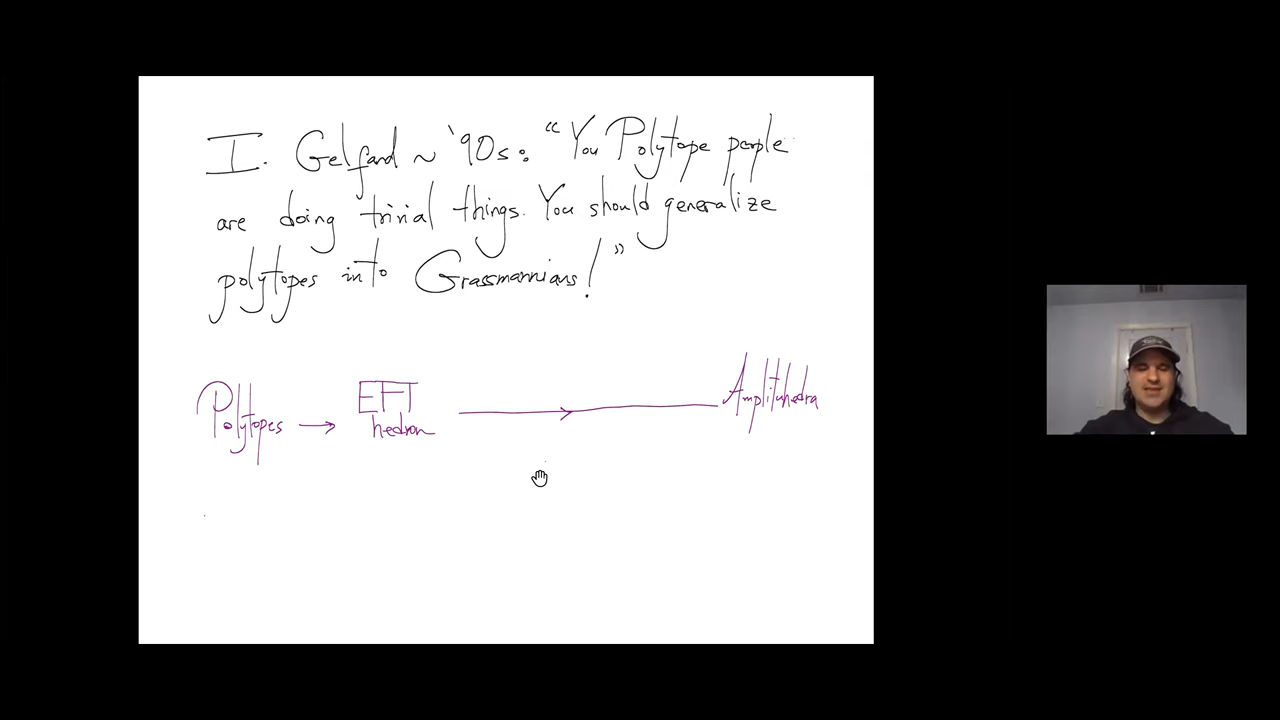 I. Gelfand ~ '90s: "You Polytope people
are doing trivial things. You should generalize
polytopes into Grassmannians!"
Polytopes → EFT hedron → Amplituhedra